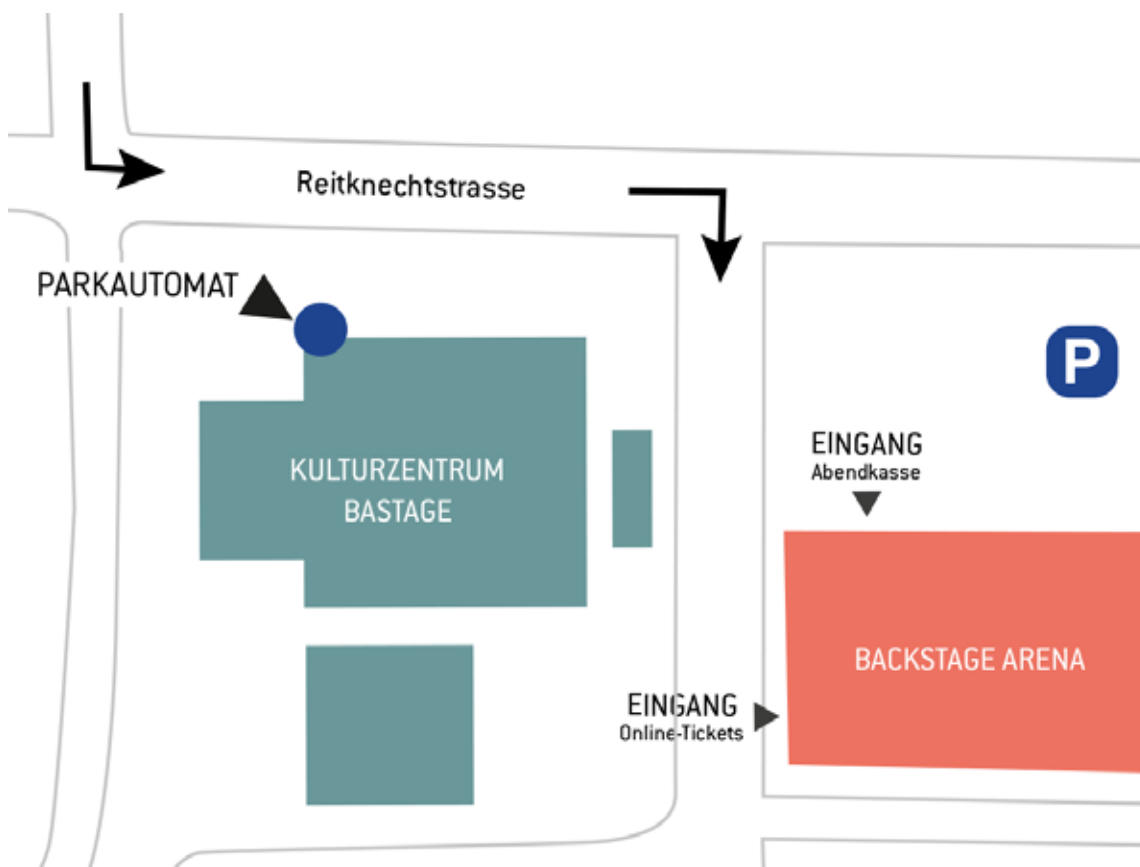 Reitknechtstrasse
PARKAUTOMAT
P
EINGANG
Abendkasse
KULTURZENTRUM
BASTAGE
BACKSTAGE ARENA
EINGANG
Online-Tickets